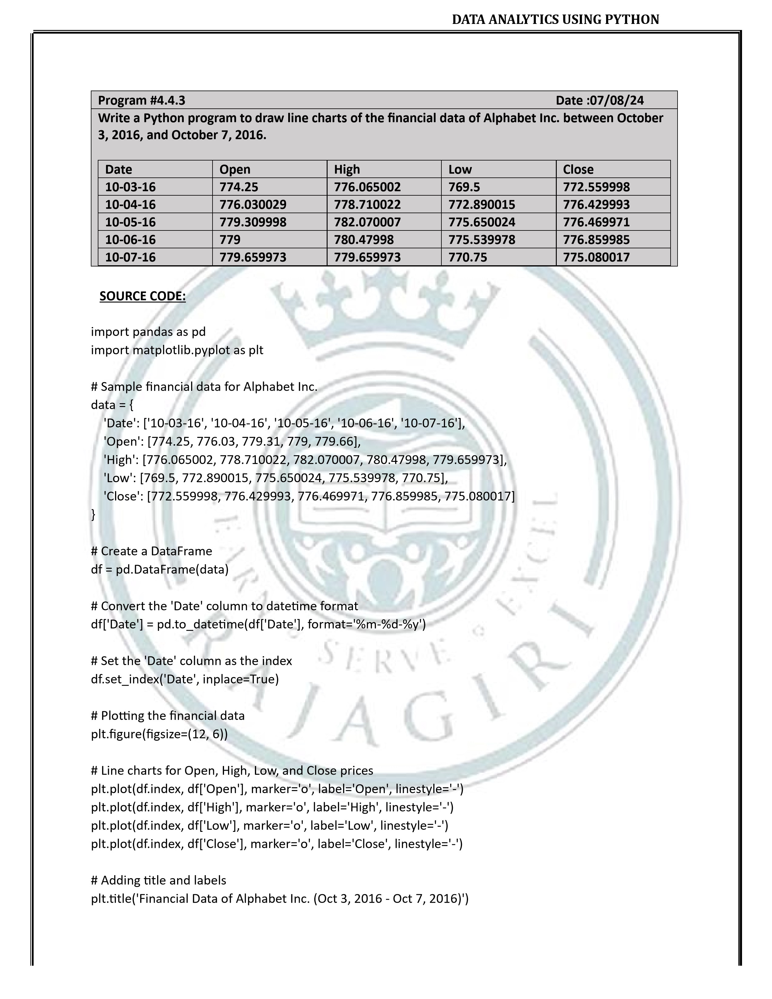 DATA ANALYTICS USING PYTHON
Program #4.4.3 Date :07/08/24
Write a Python program to draw line charts of the financial data of Alphabet Inc. between October
3, 2016, and October 7, 2016.
Date Open High Low Close
10-03-16 774.25 776.065002 769.5 772.559998
10-04-16 776.030029 778.710022 772.890015 776.429993
10-05-16 779.309998 782.070007 775.650024 776.469971
10-06-16 779 780.47998 775.539978 776.859985
10-07-16 779.659973 779.659973 770.75 775.080017
SOURCE CODE:
import pandas as pd
import matplotlib.pyplot as plt
# Sample financial data for Alphabet Inc.
data = {
'Date': ['10-03-16', '10-04-16', '10-05-16', '10-06-16', '10-07-16'],
'Open': [774.25, 776.03, 779.31, 779, 779.66],
'High': [776.065002, 778.710022, 782.070007, 780.47998, 779.659973],
'Low': [769.5, 772.890015, 775.650024, 775.539978, 770.75],
'Close': [772.559998, 776.429993, 776.469971, 776.859985, 775.080017]
}
# Create a DataFrame
df = pd.DataFrame(data)
# Convert the 'Date' column to datetime format
df['Date'] = pd.to_datetime(df['Date'], format='%m-%d-%y')
# Set the 'Date' column as the index
df.set_index('Date', inplace=True)
# Plotting the financial data
plt.figure(figsize=(12, 6))
# Line charts for Open, High, Low, and Close prices
plt.plot(df.index, df['Open'], marker='o', label='Open', linestyle='-')
plt.plot(df.index, df['High'], marker='o', label='High', linestyle='-')
plt.plot(df.index, df['Low'], marker='o', label='Low', linestyle='-')
plt.plot(df.index, df['Close'], marker='o', label='Close', linestyle='-')
# Adding title and labels
plt.title('Financial Data of Alphabet Inc. (Oct 3, 2016 - Oct 7, 2016)')
LEARN SERVE EXCEL
RAJAGIRI